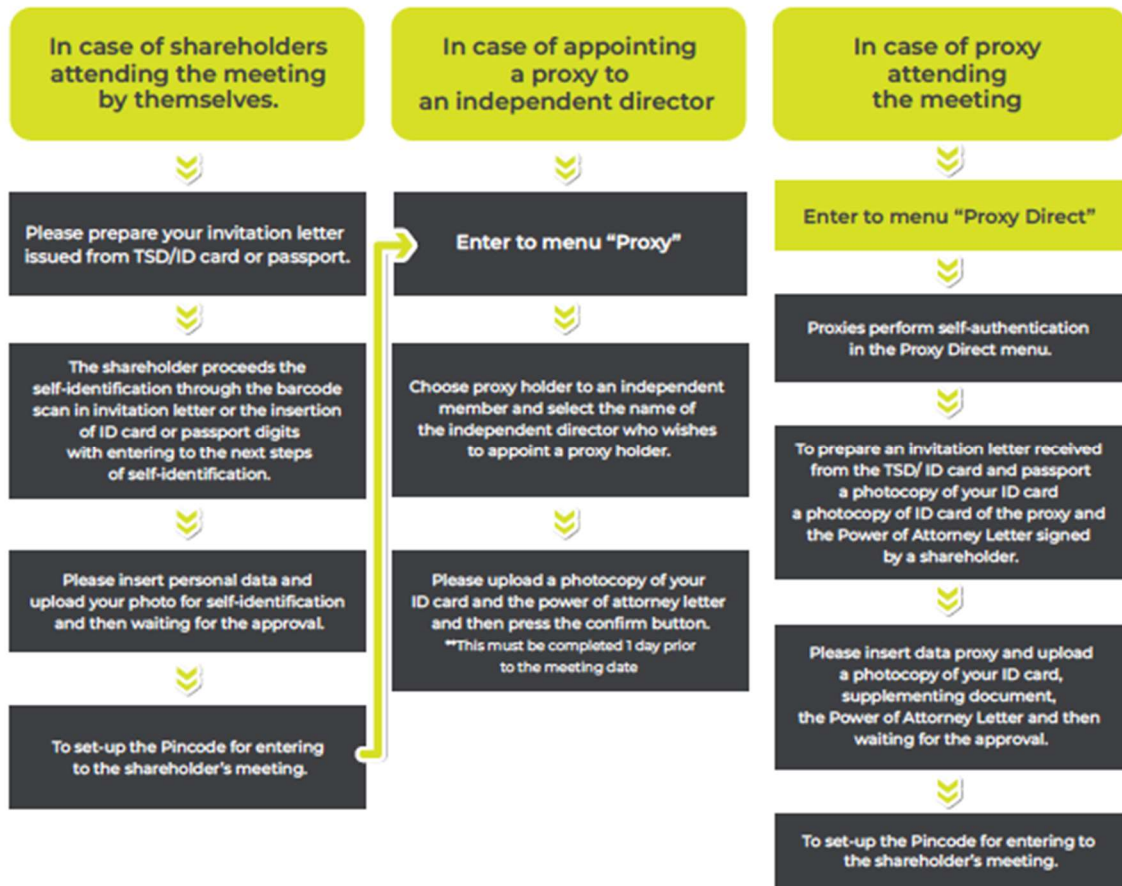 In case of shareholders
attending the meeting
by themselves.
Please prepare your invitation letter
issued from TSD/ID card or passport.
The shareholder proceeds the
self-identification through the barcode
scan in invitation letter or the insertion
of ID card or passport digits
with entering to the next steps
of self-identification.
Please insert personal data and
upload your photo for self-identification
and then waiting for the approval.
To set-up the Pincode for entering
to the shareholder's meeting.
In case of appointing
a proxy to
an independent director
Enter to menu “Proxy”
Choose proxy holder to an independent
member and select the name of
the independent director who wishes
to appoint a proxy holder.
Please upload a photocopy of your
ID card and the power of attorney letter
and then press the confirm button.
**This must be completed 1 day prior
to the meeting date
In case of proxy
attending
the meeting
Enter to menu “Proxy Direct”
Proxies perform self-authentication
in the Proxy Direct menu.
To prepare an invitation letter received
from the TSD/ ID card and passport
a photocopy of your ID card
a photocopy of ID card of the proxy and
the Power of Attorney Letter signed
by a shareholder.
Please insert data proxy and upload
a photocopy of your ID card,
supplementing document,
the Power of Attorney Letter and then
waiting for the approval.
To set-up the Pincode for entering to
the shareholder's meeting.